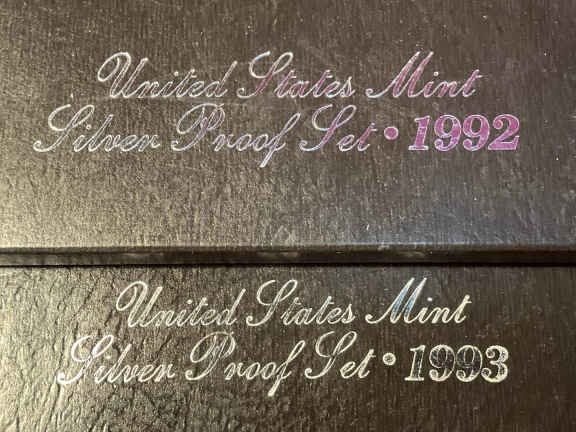 United States Mint
Silver Proof Set • 1992
United States Mint
Silver Proof Set • 1993